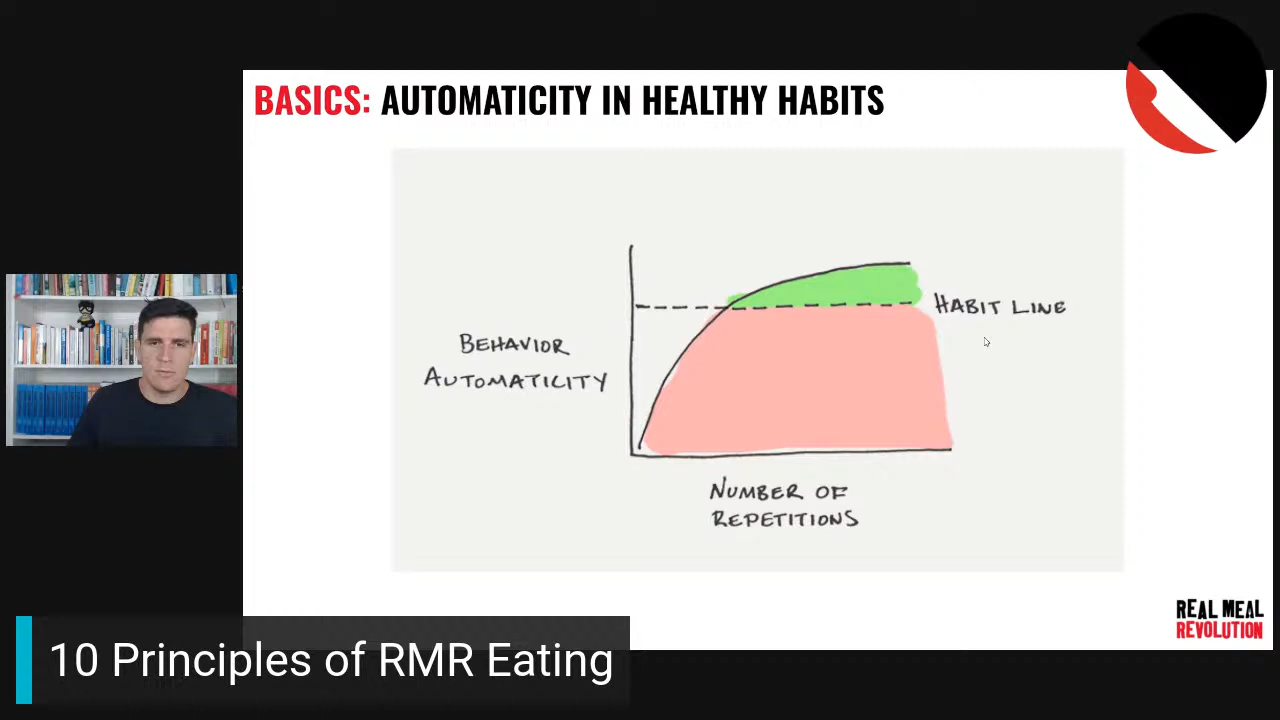 BASICS: AUTOMATICITY IN HEALTHY HABITS
HABIT LINE
BEHAVIOR
AUTOMATICITY
NUMBER OF
REPETITIONS
REAL MEAL
REVOLUTION
10 Principles of RMR Eating